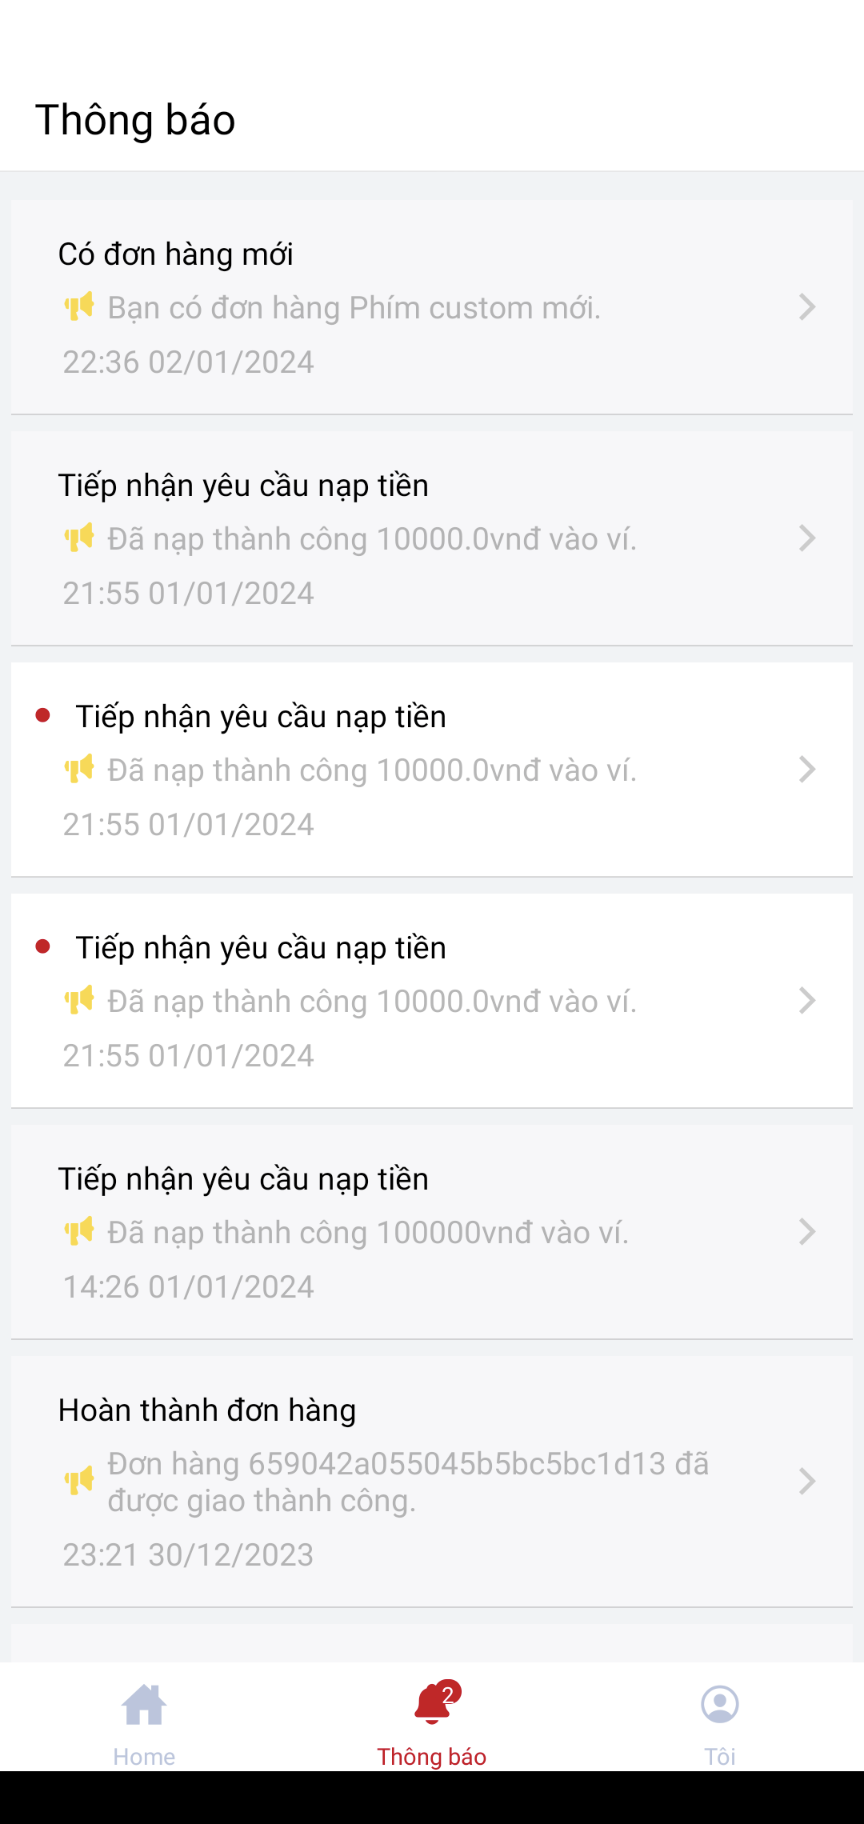 Thông báo
Có đơn hàng mới
Bạn có đơn hàng Phím custom mới.
22:36 02/01/2024
Tiếp nhận yêu cầu nạp tiền
Đã nạp thành công 10000.0vnđ vào ví.
21:55 01/01/2024
Tiếp nhận yêu cầu nạp tiền
Đã nạp thành công 10000.0vnđ vào ví.
21:55 01/01/2024
Tiếp nhận yêu cầu nạp tiền
Đã nạp thành công 10000.0vnđ vào ví.
21:55 01/01/2024
Tiếp nhận yêu cầu nạp tiền
Đã nạp thành công 100000vnđ vào ví.
14:26 01/01/2024
Hoàn thành đơn hàng
Đơn hàng 659042a055045b5bc5bc1d13 đã
được giao thành công.
23:21 30/12/2023
2
Home
Thông báo
Tôi